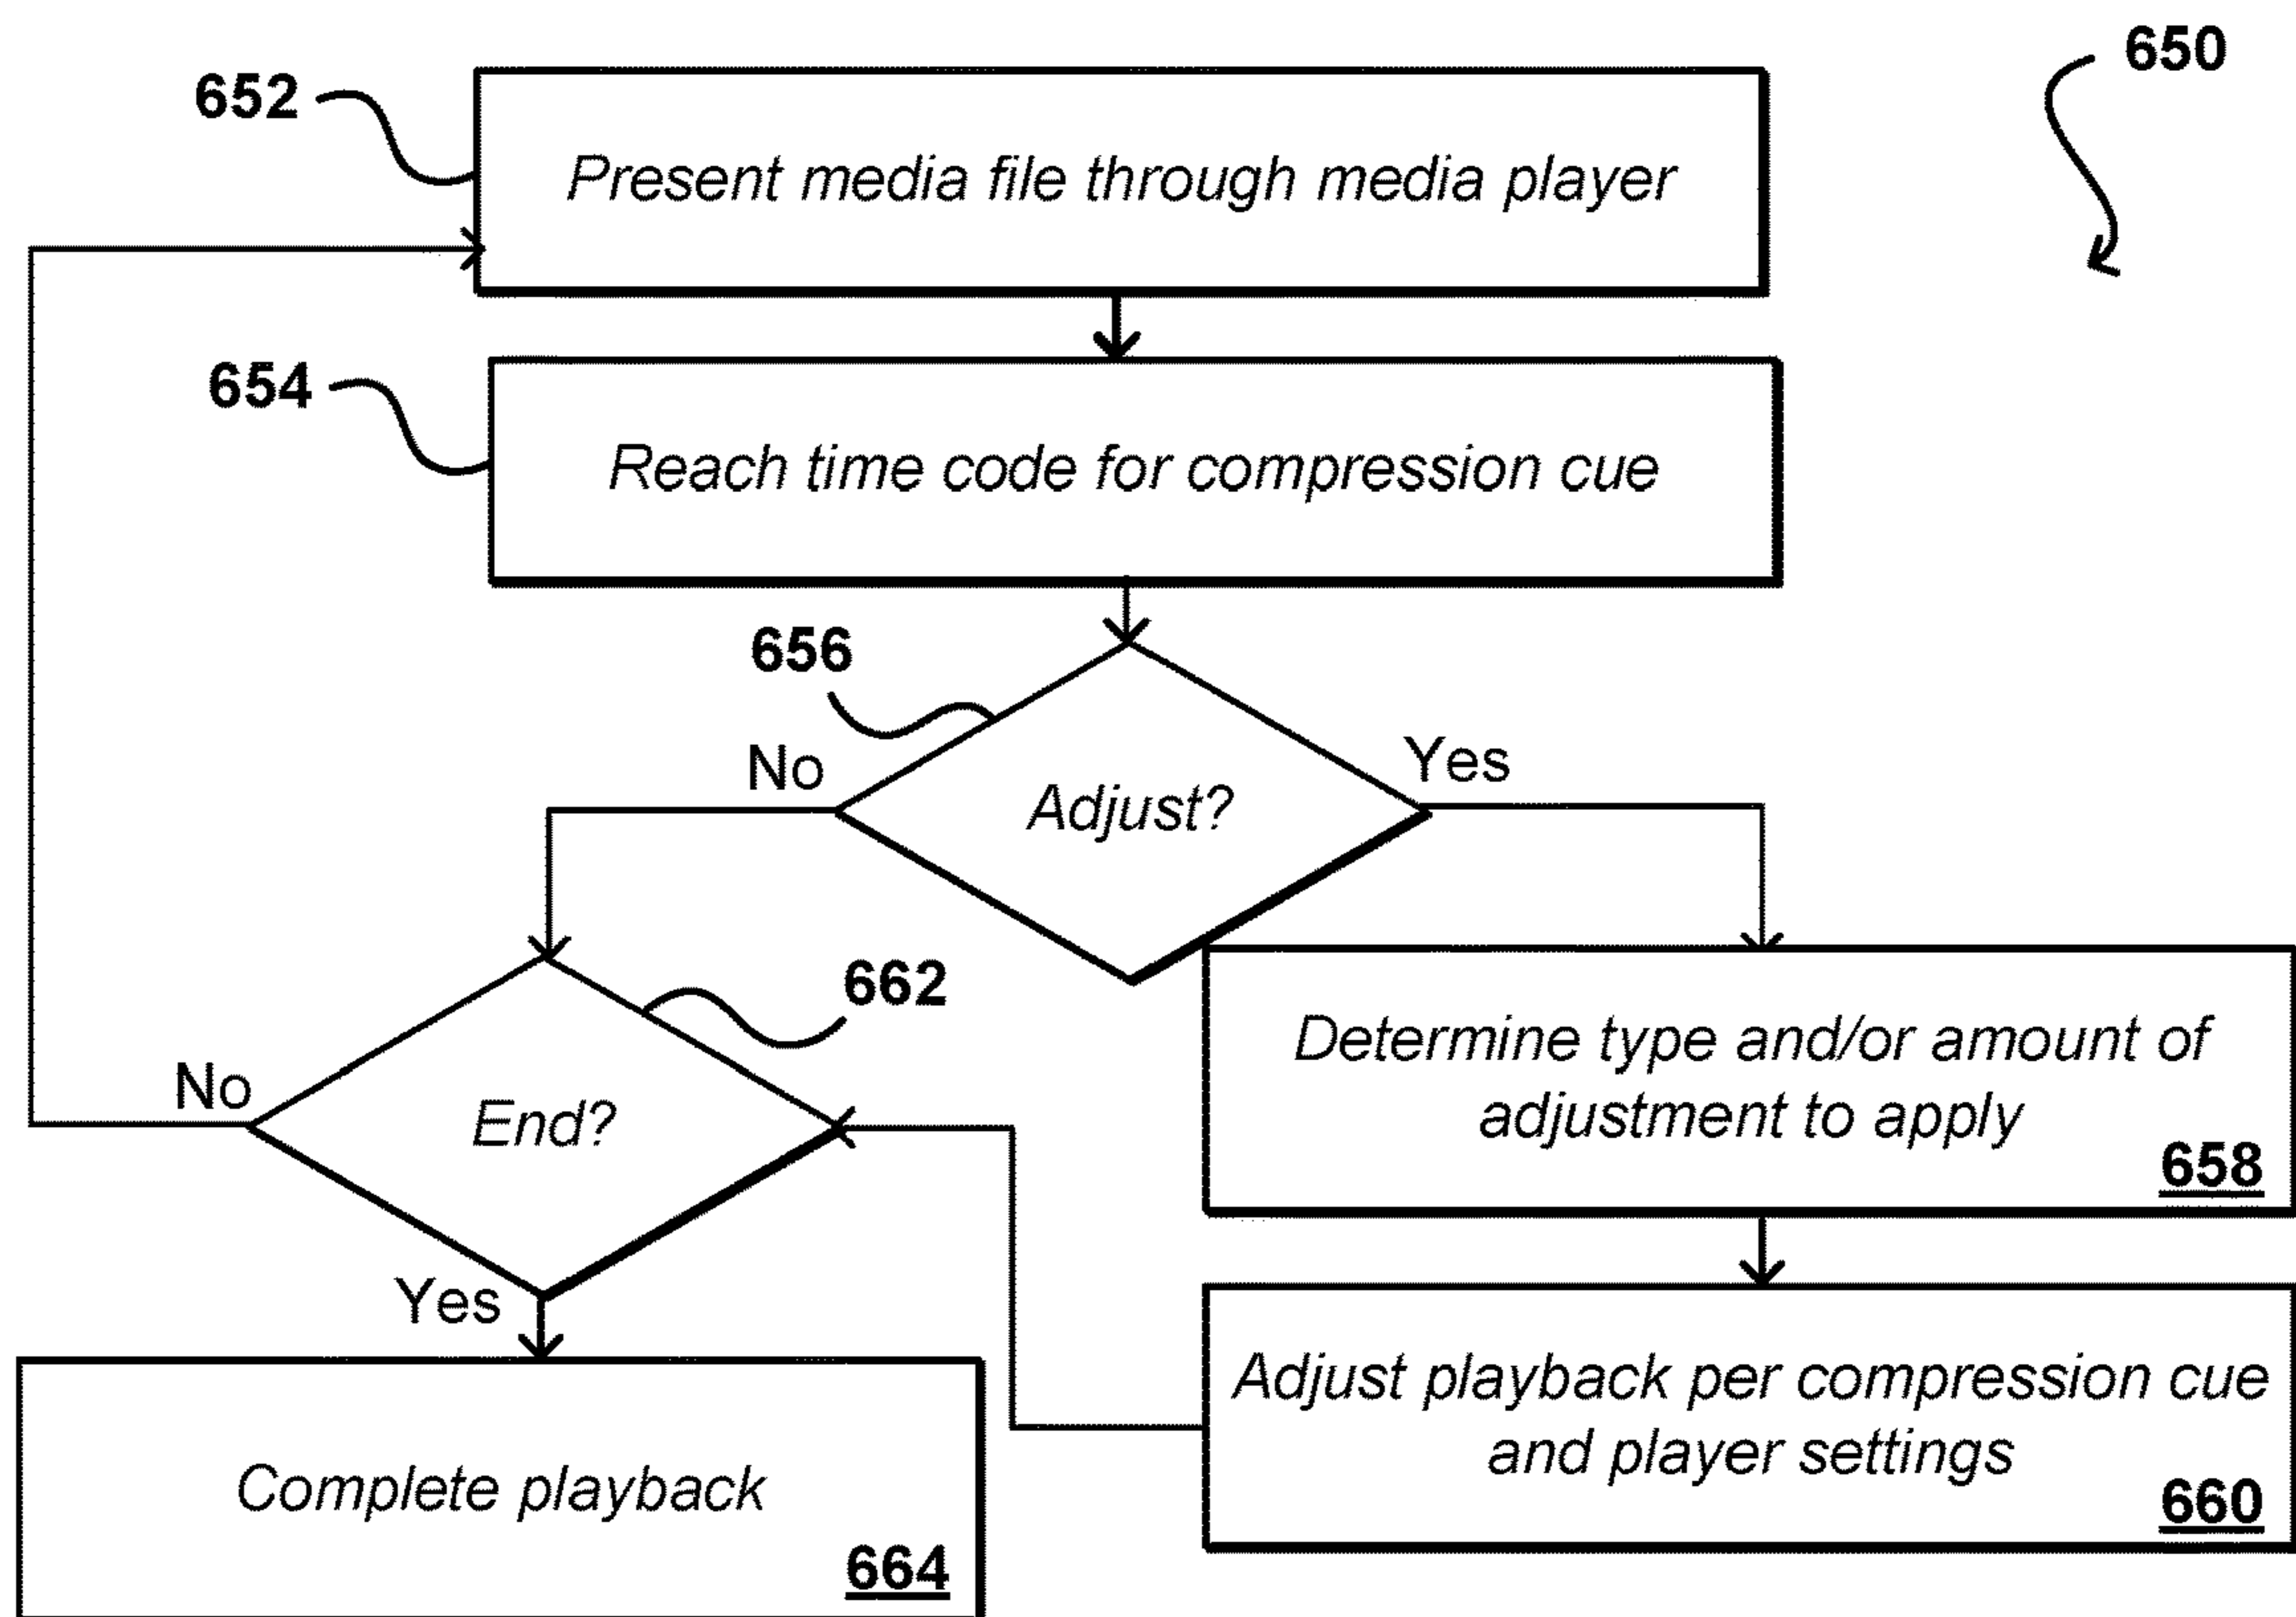 650
652
Present media file through media player
654
Reach time code for compression cue
656
No
Yes
Adjust?
662
No
End?
Determine type and/or amount of
adjustment to apply
658
Yes
Adjust playback per compression cue
and player settings
660
Complete playback
664